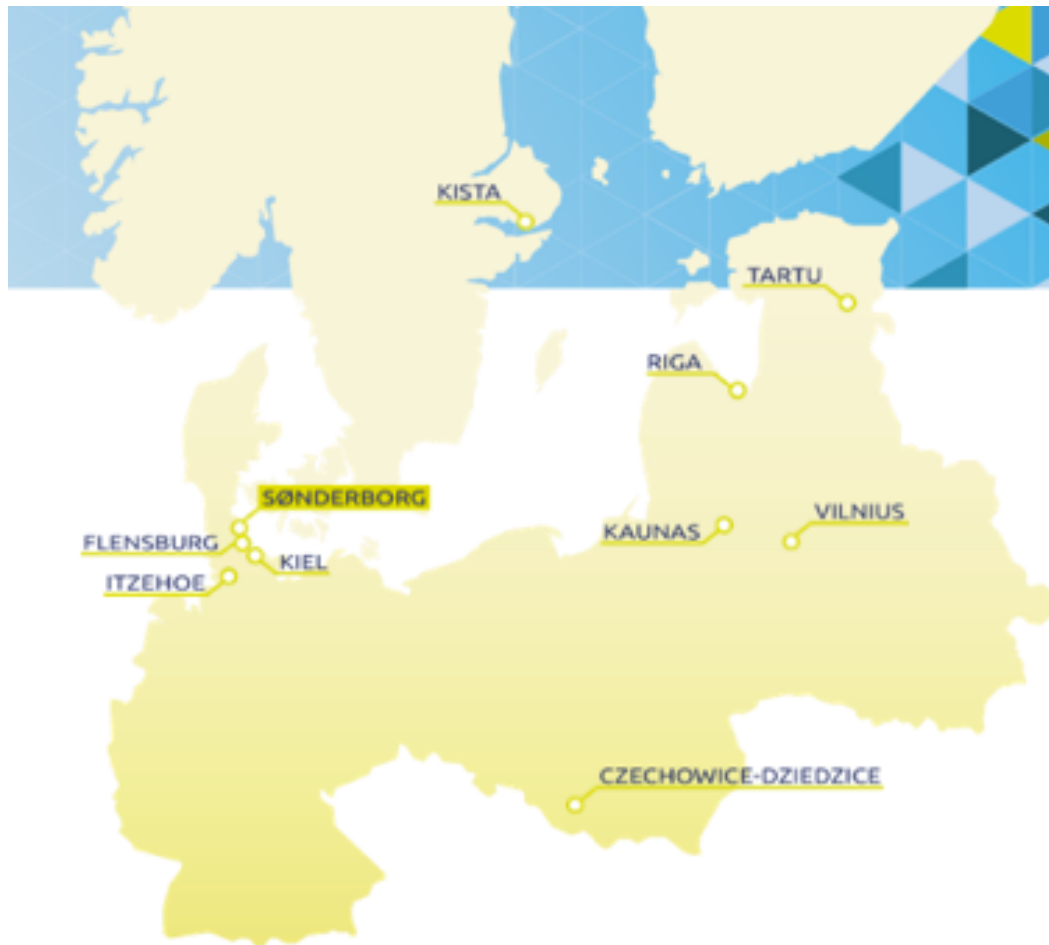 KISTA
TARTU
RIGA
SØNDERBORG
VILNIUS
KAUNAS
FLENSBURG
KIEL
ITZEHOE
CZECHOWICE-DZIEDZICE